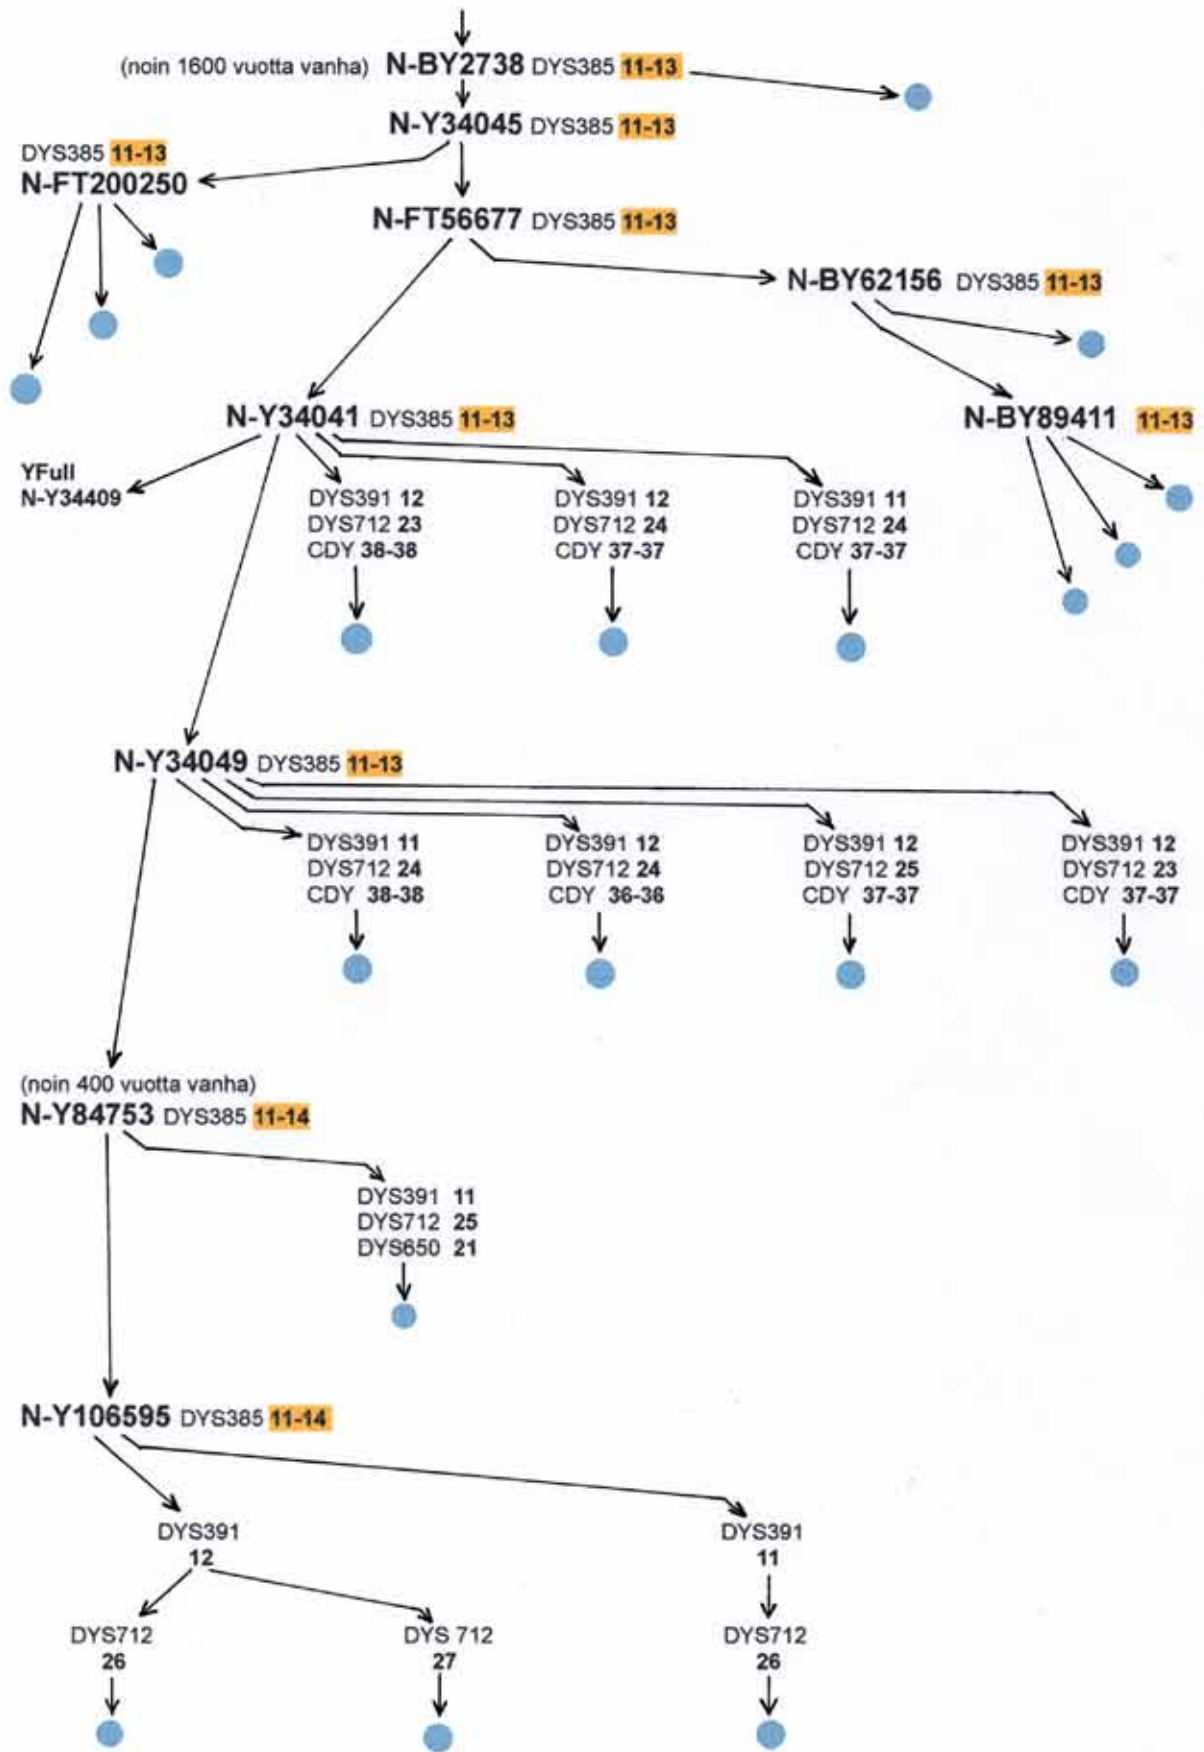 (noin 1600 vuotta vanha) N-BY2738 DYS385 11-13
N-Y34045 DYS385 11-13
DYS385 11-13
N-FT200250
N-FT56677 DYS385 11-13
N-BY62156 DYS385 11-13
N-Y34041 DYS385 11-13
N-BY89411 11-13
YFull
N-Y34409
DYS391 12
DYS712 23
CDY 38-38
DYS391 12
DYS712 24
CDY 37-37
DYS391 11
DYS712 24
CDY 37-37
N-Y34049 DYS385 11-13
DYS391 11
DYS712 24
CDY 38-38
DYS391 12
DYS712 24
CDY 36-36
DYS391 12
DYS712 25
CDY 37-37
DYS391 12
DYS712 23
CDY 37-37
(noin 400 vuotta vanha)
N-Y84753 DYS385 11-14
DYS391 11
DYS712 25
DYS650 21
N-Y106595 DYS385 11-14
DYS391
12
DYS391
11
DYS712
26
DYS 712
27
DYS712
26